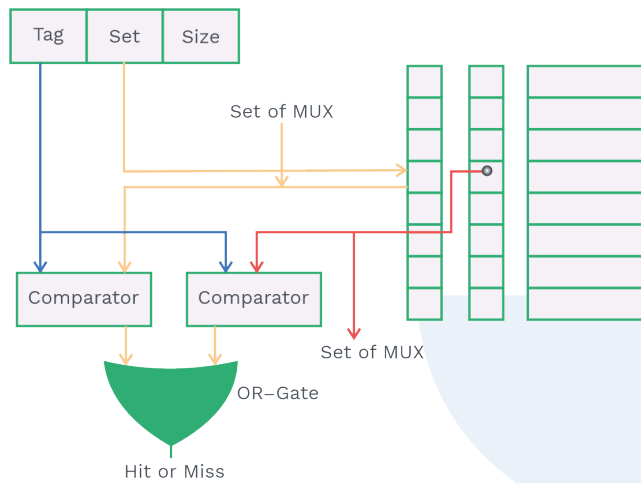 Tag Set Size
Set of MUX
Comparator Comparator
Set of MUX
OR–Gate
Hit or Miss